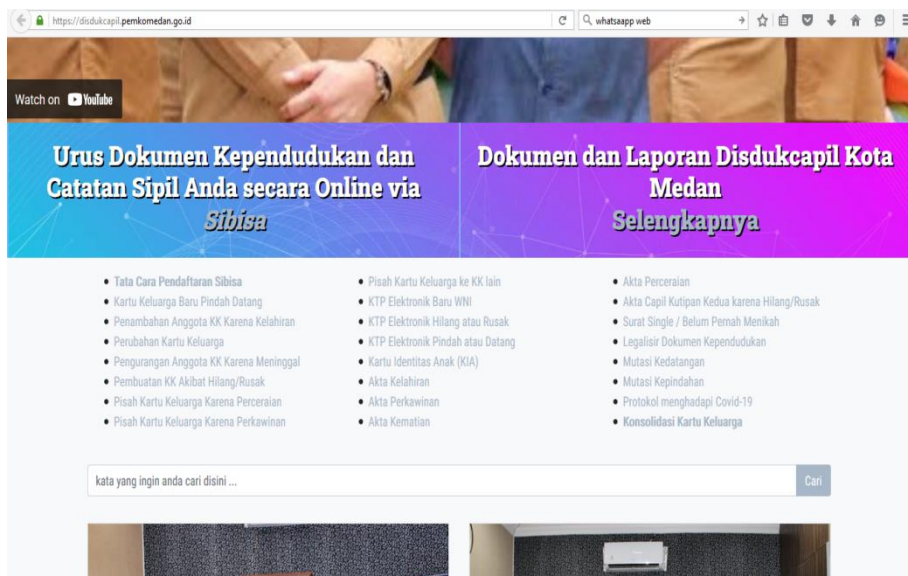 https://disdukcapil.pemkomedan.go.id
whatsaapp web
Watch on YouTube
Urus Dokumen Kependudukan dan
Catatan Sipil Anda secara Online via
Sibisa
Dokumen dan Laporan Disdukcapil Kota
Medan
Selengkapnya
Tata Cara Pendaftaran Sibisa
Kartu Keluarga Baru Pindah Datang
Penambahan Anggota KK Karena Kelahiran
Perubahan Kartu Keluarga
Pengurangan Anggota KK Karena Meninggal
Pembuatan KK Akibat Hilang/Rusak
Pisah Kartu Keluarga Karena Perceraian
Pisah Kartu Keluarga Karena Perkawinan
Pisah Kartu Keluarga ke KK lain
KTP Elektronik Baru WNI
KTP Elektronik Hilang atau Rusak
KTP Elektronik Pindah atau Datang
Kartu Identitas Anak (KIA)
Akta Kelahiran
Akta Perkawinan
Akta Kematian
Akta Perceraian
Akta Capil Kutipan Kedua karena Hilang/Rusak
Surat Single / Belum Pernah Menikah
Legalisir Dokumen Kependudukan
Mutasi Kedatangan
Mutasi Kepindahan
Protokol menghadapi Covid-19
Konsolidasi Kartu Keluarga
kata yang ingin anda cari disini ...
Cari